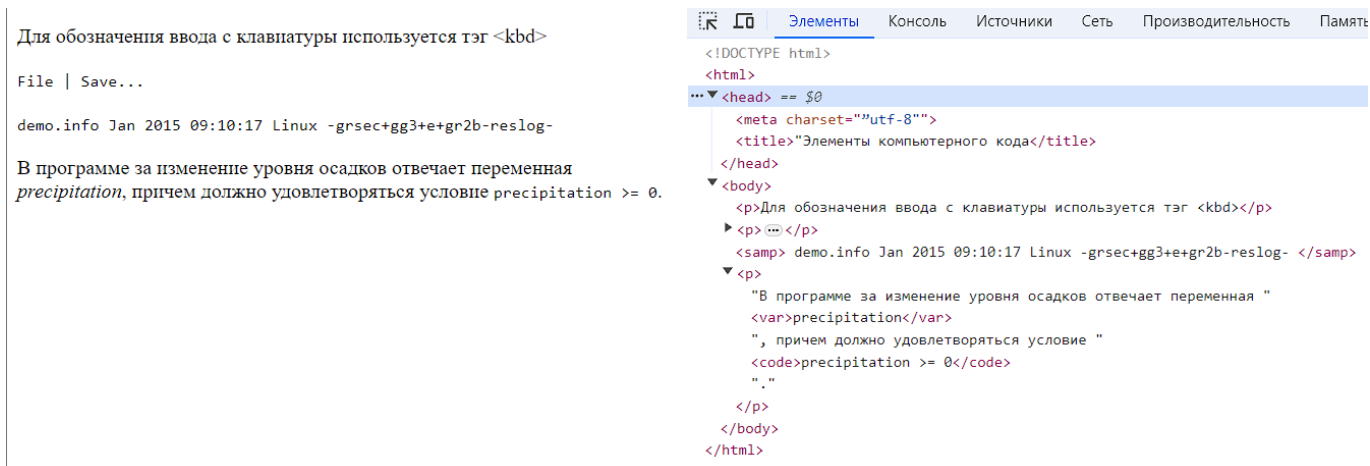 Для обозначения ввода с клавиатуры используется тэг <kbd>
File | Save...
demo.info Jan 2015 09:10:17 Linux -grsec+gg3+e+gr2b-reslog-
В программе за изменение уровня осадков отвечает переменная
precipitation, причем должно удовлетворяться условие precipitation >= 0.
Элементы Консоль Источники Сеть Производительность Память
<!DOCTYPE html>
<html>
<head> == $0
<meta charset="”utf-8"">
<title>"Элементы компьютерного кода</title>
</head>
<body>
<p>Для обозначения ввода с клавиатуры используется тэг <kbd></p>
<p>…</p>
<samp> demo.info Jan 2015 09:10:17 Linux -grsec+gg3+e+gr2b-reslog- </samp>
<p>
"В программе за изменение уровня осадков отвечает переменная "
<var>precipitation</var>
", причем должно удовлетворяться условие "
<code>precipitation >= 0</code>
"."
</p>
</body>
</html>